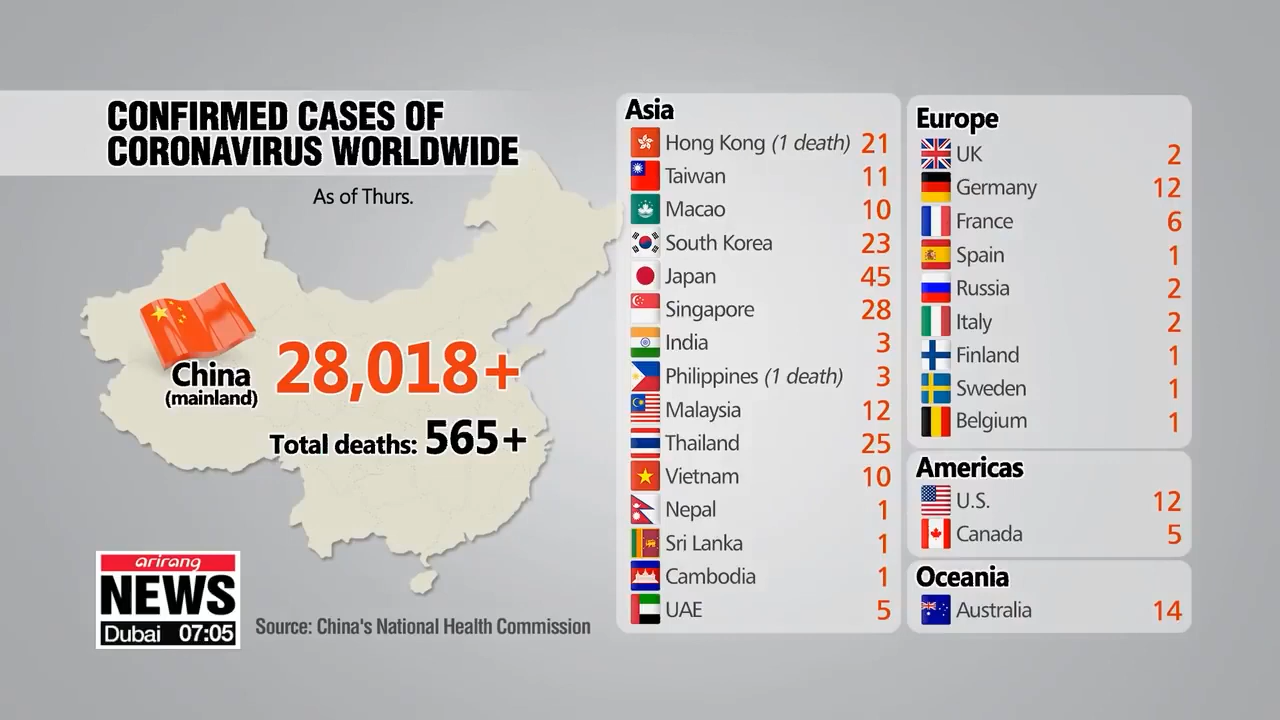 CONFIRMED CASES OF
CORONAVIRUS WORLDWIDE
As of Thurs.
China
(mainland)
28,018+
Total deaths: 565+
arirang
NEWS
Dubai 07:05
Source: China's National Health Commission
Asia
Hong Kong (1 death) 21
Taiwan 11
Macao 10
South Korea 23
Japan 45
Singapore 28
India 3
Philippines (1 death) 3
Malaysia 12
Thailand 25
Vietnam 10
Nepal 1
Sri Lanka 1
Cambodia 1
UAE 5
Europe
UK 2
Germany 12
France 6
Spain 1
Russia 2
Italy 2
Finland 1
Sweden 1
Belgium 1
Americas
U.S. 12
Canada 5
Oceania
Australia 14